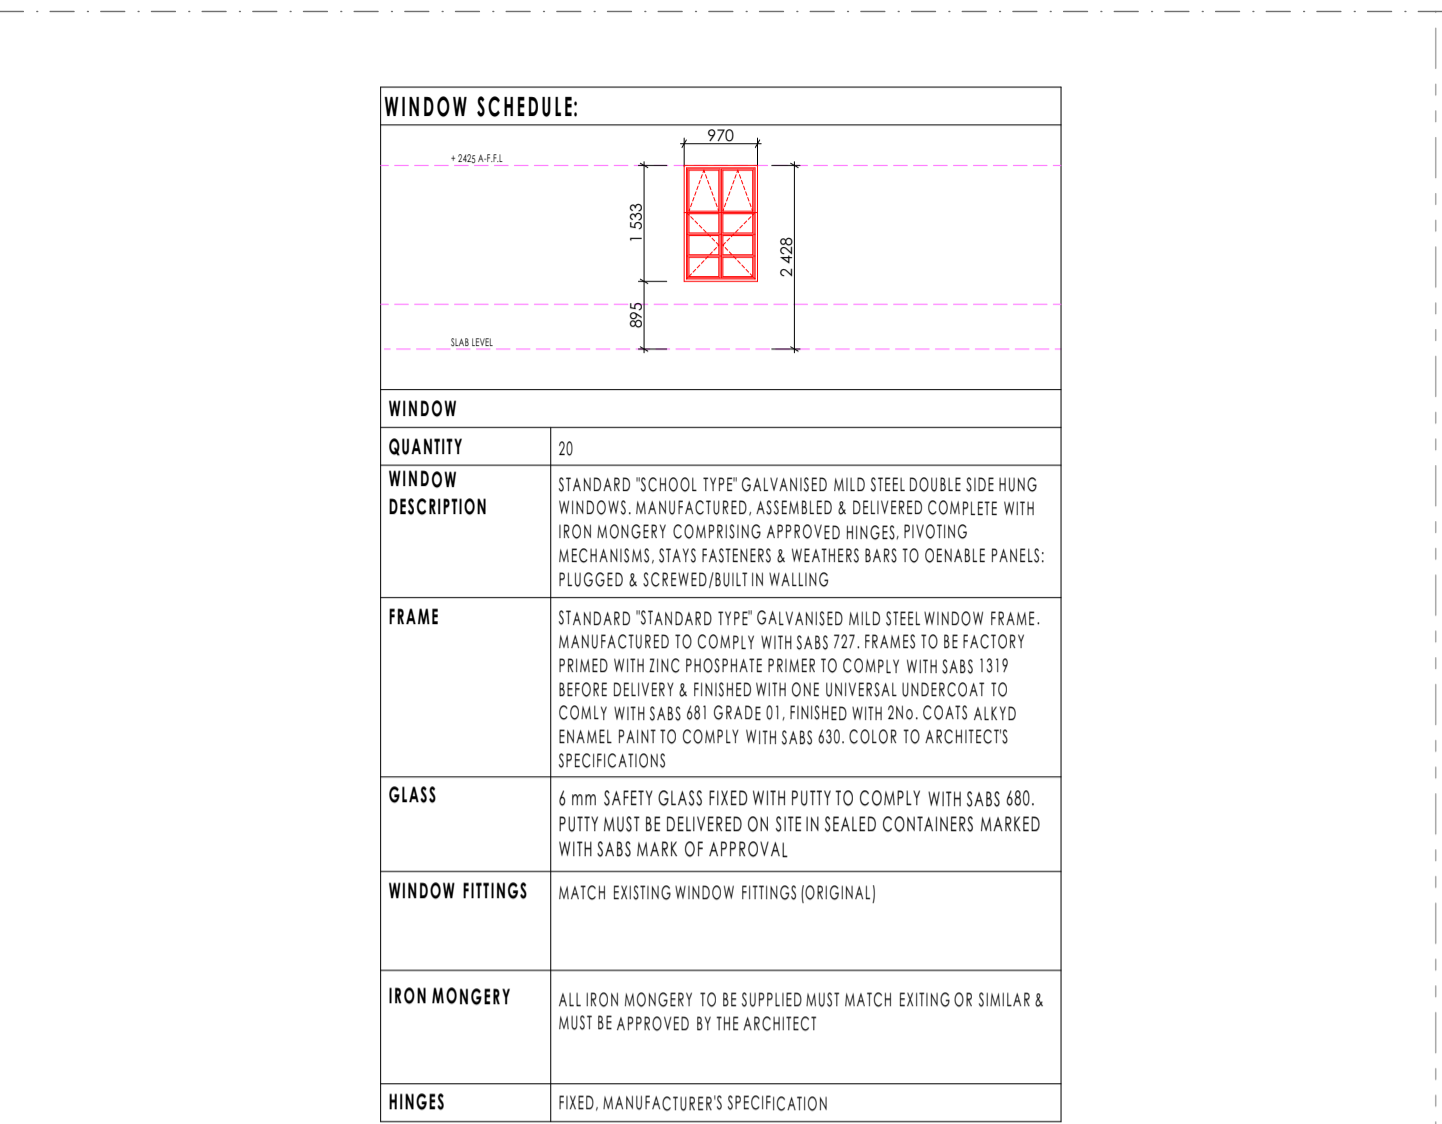 WINDOW SCHEDULE:
970
+ 2425 A-F.F.L
1 533
2 428
895
SLAB LEVEL
WINDOW
QUANTITY
20
WINDOW
DESCRIPTION
STANDARD "SCHOOL TYPE" GALVANISED MILD STEEL DOUBLE SIDE HUNG
WINDOWS. MANUFACTURED, ASSEMBLED & DELIVERED COMPLETE WITH
IRON MONGERY COMPRISING APPROVED HINGES, PIVOTING
MECHANISMS, STAYS FASTENERS & WEATHERS BARS TO OENABLE PANELS:
PLUGGED & SCREWED/BUILT IN WALLING
FRAME
STANDARD "STANDARD TYPE" GALVANISED MILD STEEL WINDOW FRAME.
MANUFACTURED TO COMPLY WITH SABS 727. FRAMES TO BE FACTORY
PRIMED WITH ZINC PHOSPHATE PRIMER TO COMPLY WITH SABS 1319
BEFORE DELIVERY & FINISHED WITH ONE UNIVERSAL UNDERCOAT TO
COMLY WITH SABS 681 GRADE 01, FINISHED WITH 2No. COATS ALKYD
ENAMEL PAINT TO COMPLY WITH SABS 630. COLOR TO ARCHITECT'S
SPECIFICATIONS
GLASS
6 mm SAFETY GLASS FIXED WITH PUTTY TO COMPLY WITH SABS 680.
PUTTY MUST BE DELIVERED ON SITE IN SEALED CONTAINERS MARKED
WITH SABS MARK OF APPROVAL
WINDOW FITTINGS
MATCH EXISTING WINDOW FITTINGS (ORIGINAL)
IRON MONGERY
ALL IRON MONGERY TO BE SUPPLIED MUST MATCH EXITING OR SIMILAR &
MUST BE APPROVED BY THE ARCHITECT
HINGES
FIXED, MANUFACTURER'S SPECIFICATION